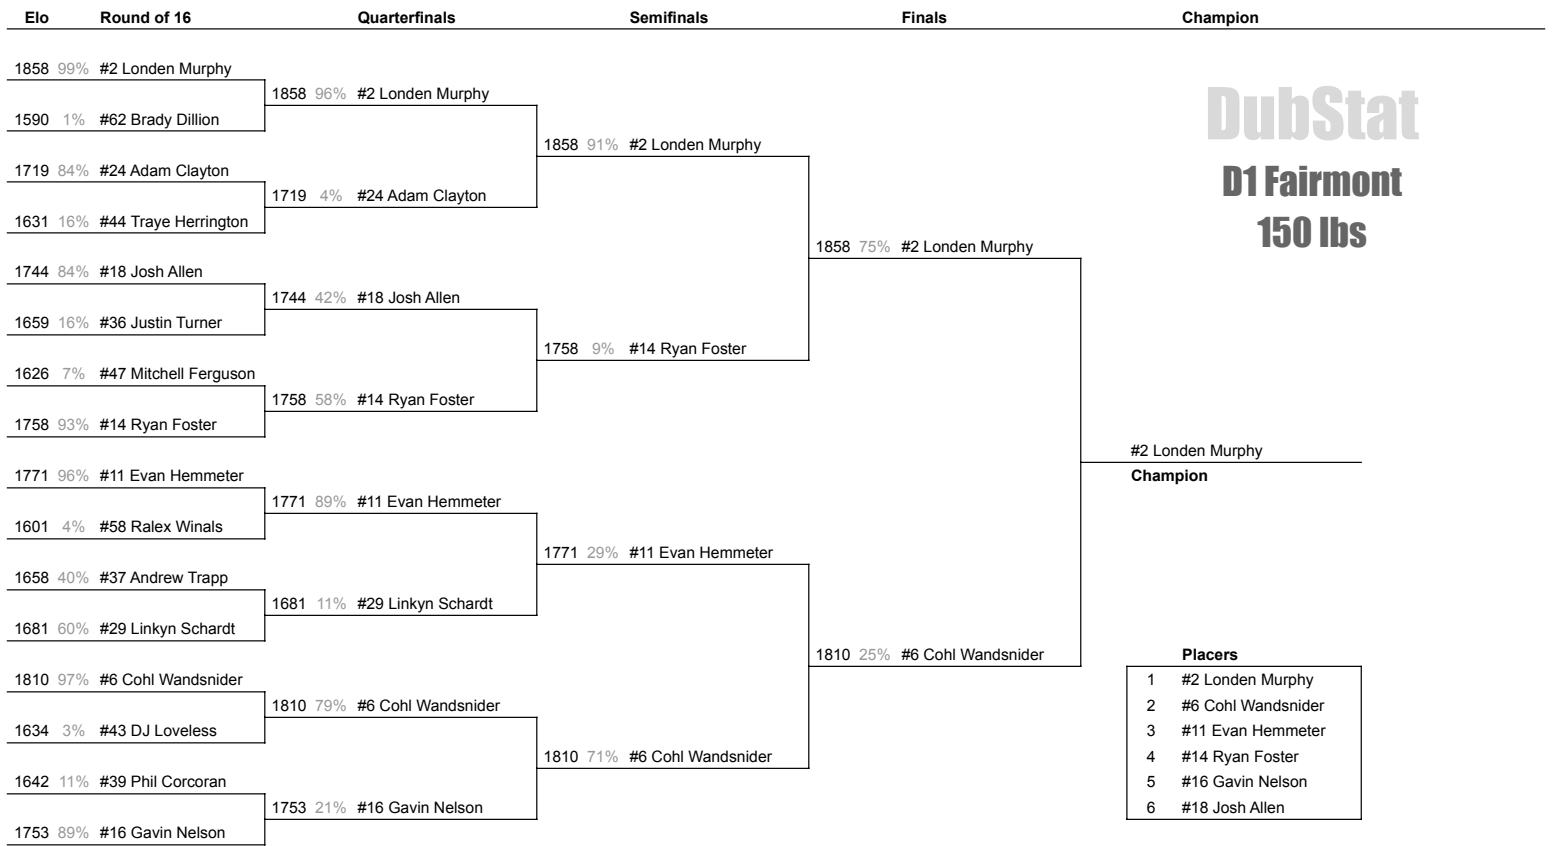 Elo Round of 16 Quarterfinals Semifinals Finals Champion
1858 99% #2 Londen Murphy
1858 96% #2 Londen Murphy
1590 1% #62 Brady Dillion
1858 91% #2 Londen Murphy
1719 84% #24 Adam Clayton
1719 4% #24 Adam Clayton
1631 16% #44 Traye Herrington
1858 75% #2 Londen Murphy
1744 84% #18 Josh Allen
1744 42% #18 Josh Allen
1659 16% #36 Justin Turner
1758 9% #14 Ryan Foster
1626 7% #47 Mitchell Ferguson
1758 58% #14 Ryan Foster
1758 93% #14 Ryan Foster
#2 Londen Murphy
Champion
1771 96% #11 Evan Hemmeter
1771 89% #11 Evan Hemmeter
1601 4% #58 Ralex Winals
1771 29% #11 Evan Hemmeter
1658 40% #37 Andrew Trapp
1681 11% #29 Linkyn Schardt
1681 60% #29 Linkyn Schardt
1810 25% #6 Cohl Wandsnider
1810 97% #6 Cohl Wandsnider
1810 79% #6 Cohl Wandsnider
1634 3% #43 DJ Loveless
1810 71% #6 Cohl Wandsnider
1642 11% #39 Phil Corcoran
1753 21% #16 Gavin Nelson
1753 89% #16 Gavin Nelson
DubStat
D1 Fairmont
150 lbs
Placers
1 #2 Londen Murphy
2 #6 Cohl Wandsnider
3 #11 Evan Hemmeter
4 #14 Ryan Foster
5 #16 Gavin Nelson
6 #18 Josh Allen